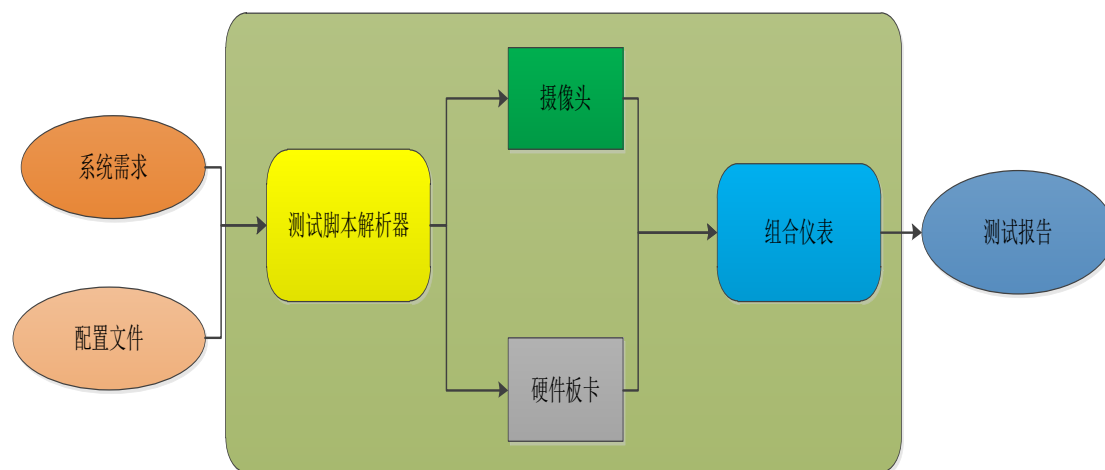 系统需求
配置文件
测试脚本解析器
摄像头
硬件板卡
组合仪表
测试报告